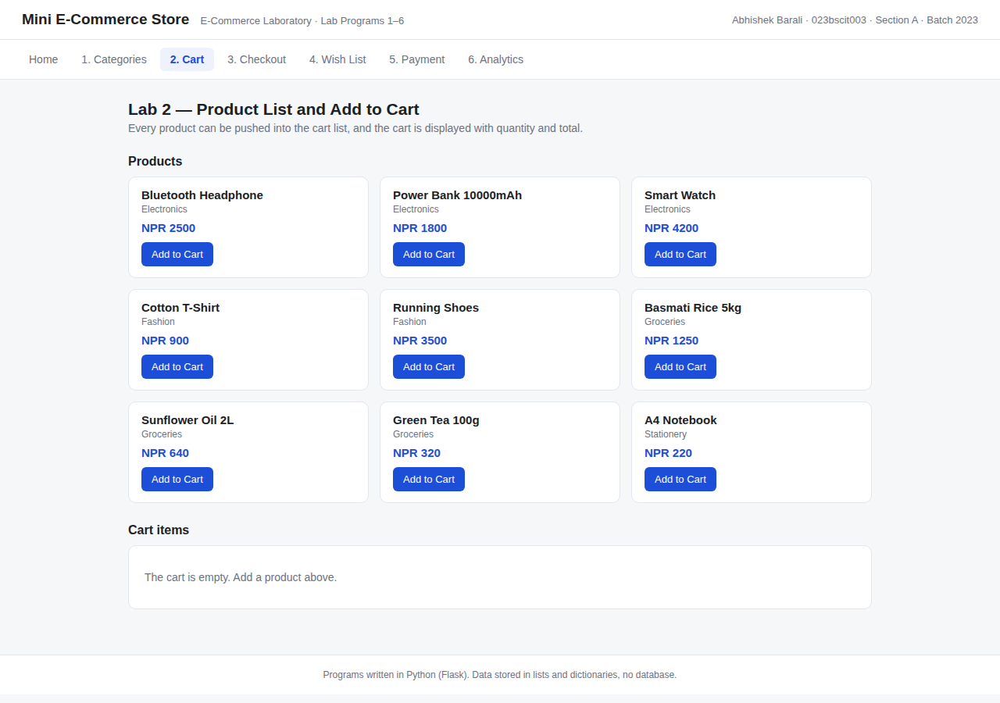 Mini E-Commerce Store E-Commerce Laboratory · Lab Programs 1–6 Abhishek Barali · 023bscit003 · Section A · Batch 2023
Home 1. Categories 2. Cart 3. Checkout 4. Wish List 5. Payment 6. Analytics
Lab 2 — Product List and Add to Cart
Every product can be pushed into the cart list, and the cart is displayed with quantity and total.
Products
Bluetooth Headphone
Electronics
NPR 2500
Add to Cart
Power Bank 10000mAh
Electronics
NPR 1800
Add to Cart
Smart Watch
Electronics
NPR 4200
Add to Cart
Cotton T-Shirt
Fashion
NPR 900
Add to Cart
Running Shoes
Fashion
NPR 3500
Add to Cart
Basmati Rice 5kg
Groceries
NPR 1250
Add to Cart
Sunflower Oil 2L
Groceries
NPR 640
Add to Cart
Green Tea 100g
Groceries
NPR 320
Add to Cart
A4 Notebook
Stationery
NPR 220
Add to Cart
Cart items
The cart is empty. Add a product above.
Programs written in Python (Flask). Data stored in lists and dictionaries, no database.